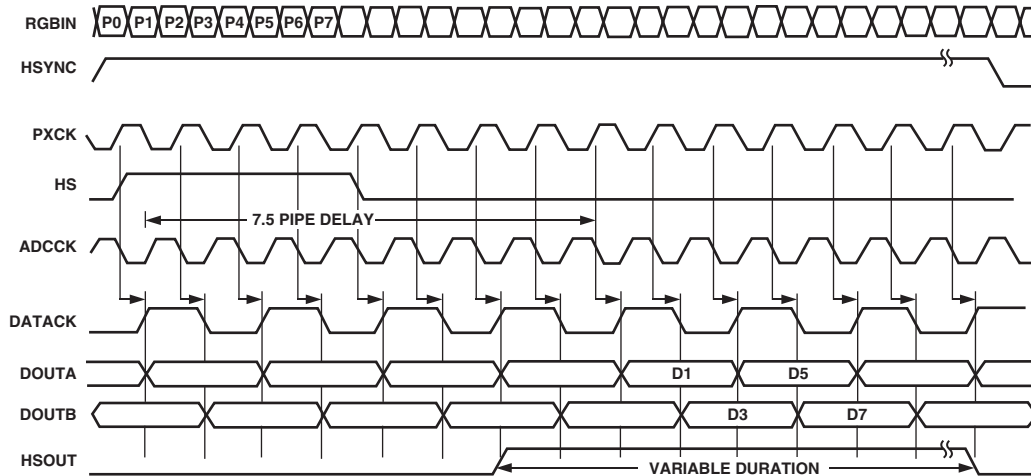 RGBIN P0 P1 P2 P3 P4 P5 P6 P7
HSYNC
PXCK
HS
7.5 PIPE DELAY
ADCCK
DATACK
DOUTA D1 D5
DOUTB D3 D7
HSOUT VARIABLE DURATION